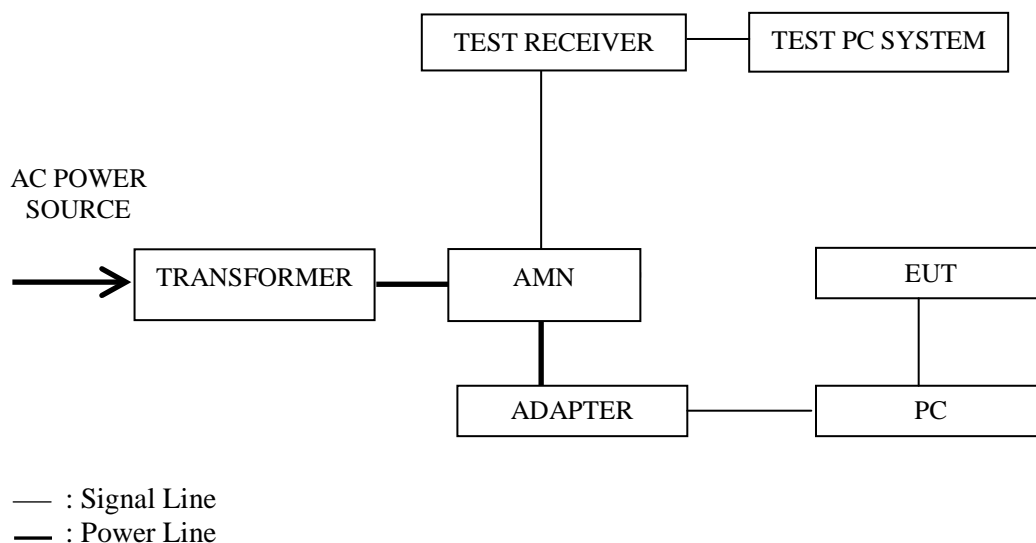 TEST RECEIVER
TEST PC SYSTEM
AC POWER
SOURCE
TRANSFORMER
AMN
EUT
ADAPTER
PC
: Signal Line
: Power Line